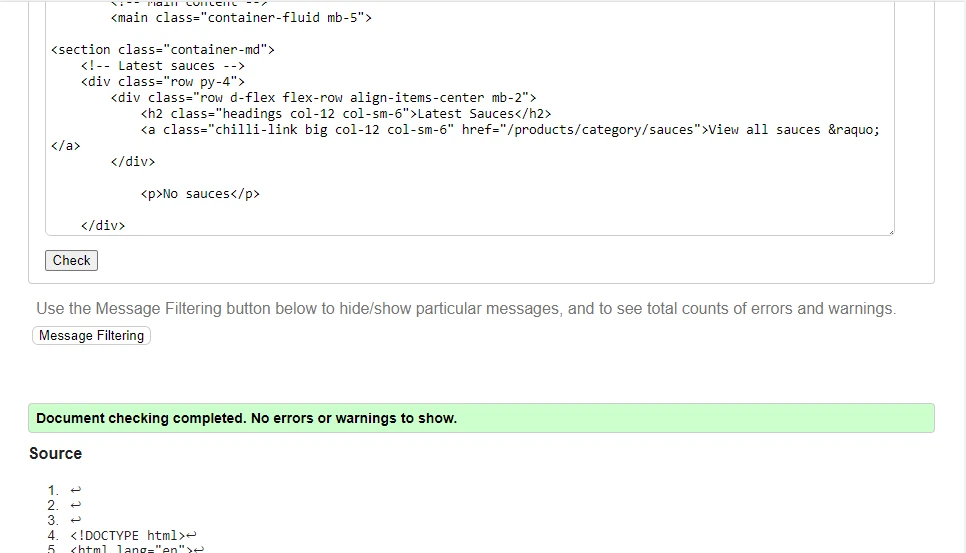 <!-- Main content -->
<main class="container-fluid mb-5">
<section class="container-md">
<!-- Latest sauces -->
<div class="row py-4">
<div class="row d-flex flex-row align-items-center mb-2">
<h2 class="headings col-12 col-sm-6">Latest Sauces</h2>
<a class="chilli-link big col-12 col-sm-6" href="/products/category/sauces">View all sauces &raquo;
</a>
</div>
<p>No sauces</p>
</div>
Check
Use the Message Filtering button below to hide/show particular messages, and to see total counts of errors and warnings.
Message Filtering
Document checking completed. No errors or warnings to show.
Source
1. ↩
2. ↩
3. ↩
4. <!DOCTYPE html>↩
5. <html lang="en">↩